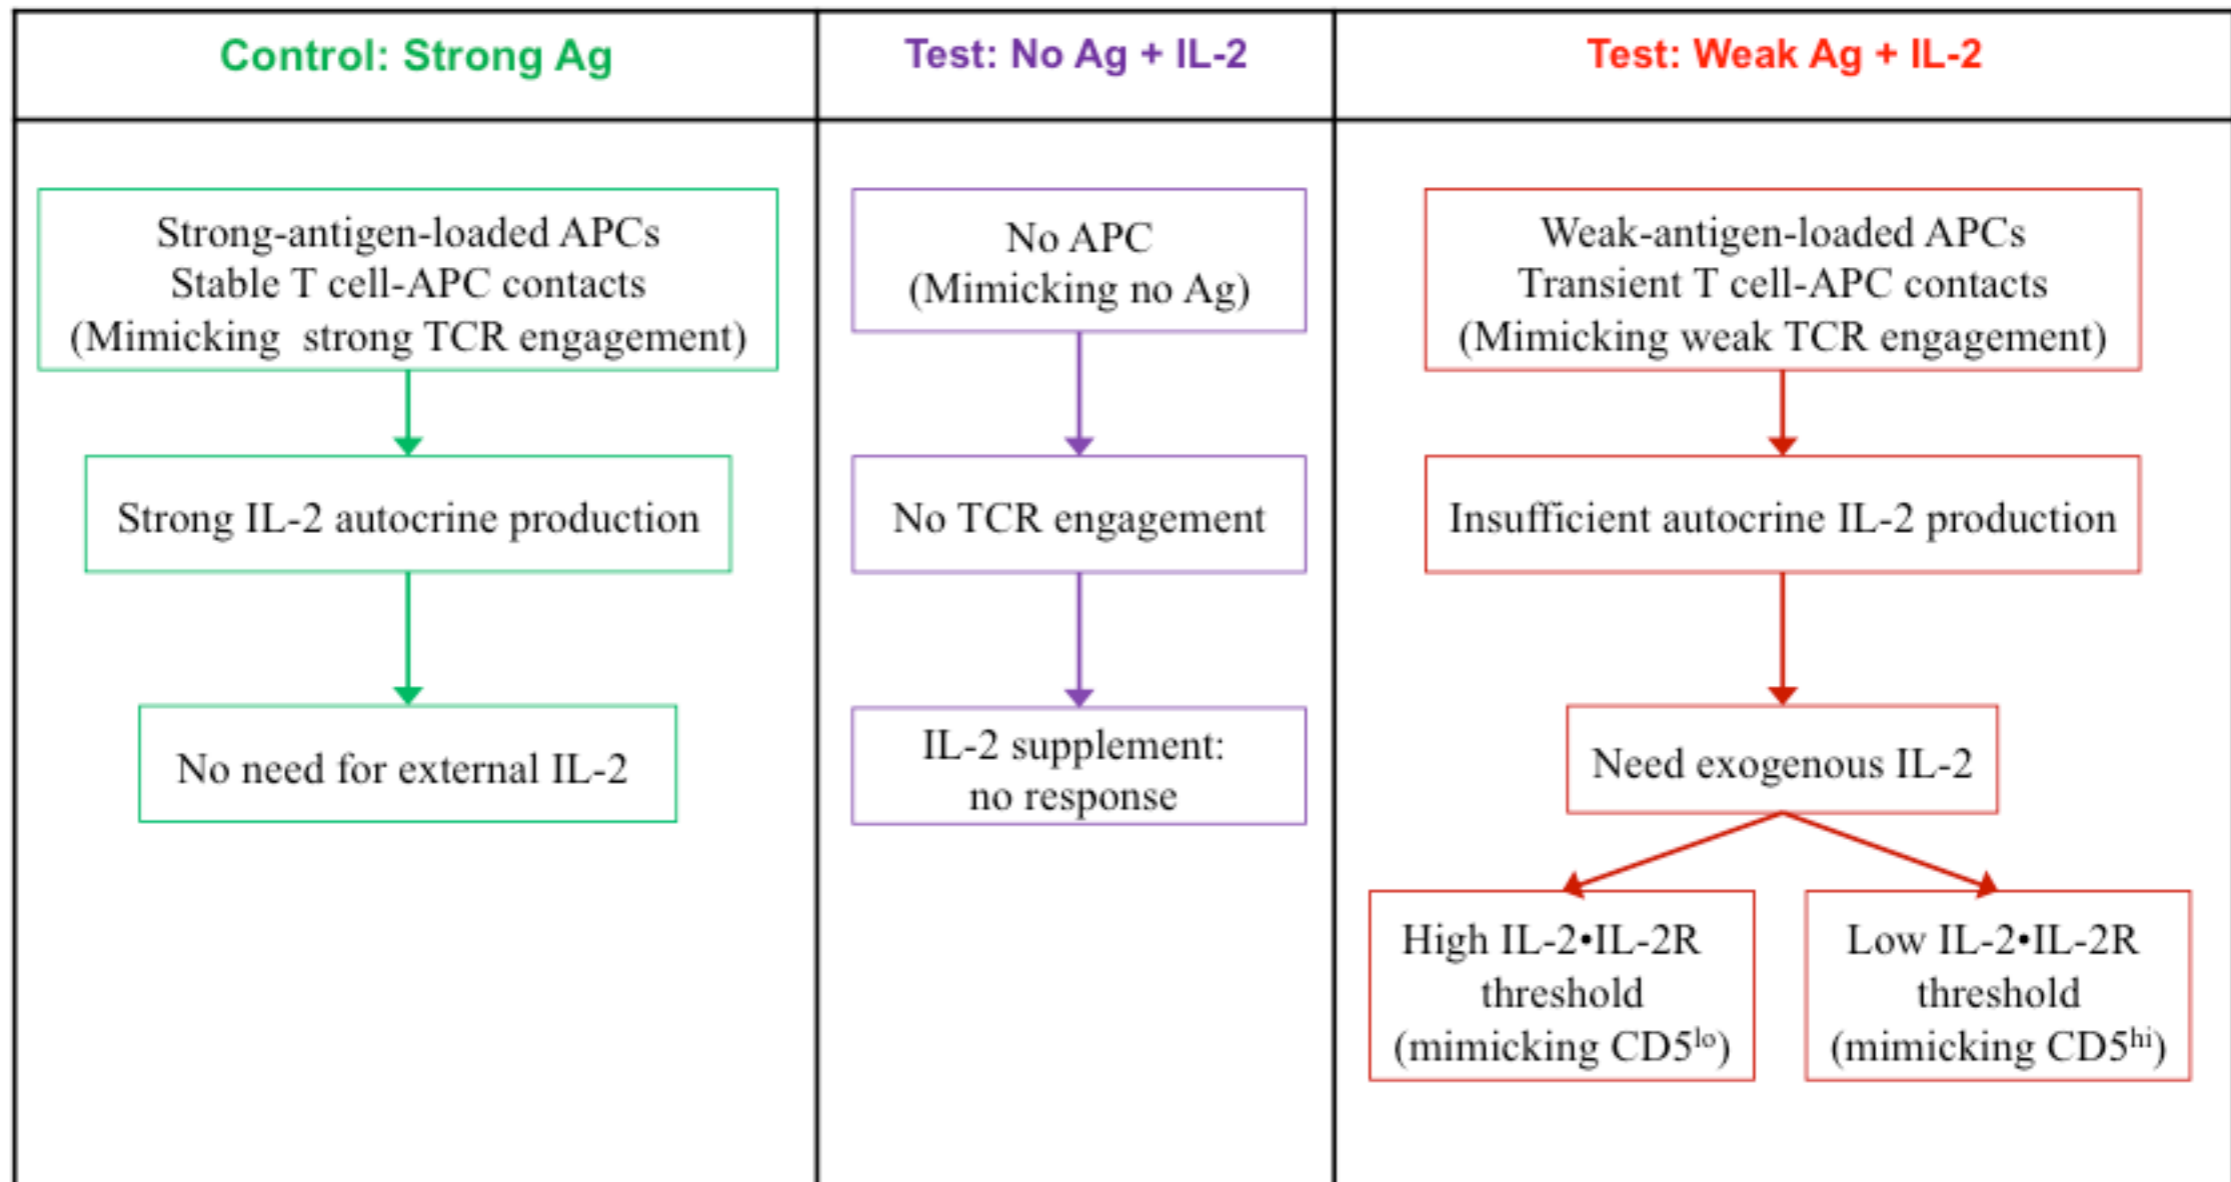 Control: Strong Ag
Test: No Ag + IL-2
Test: Weak Ag + IL-2
Strong-antigen-loaded APCs
Stable T cell-APC contacts
(Mimicking  strong TCR engagement)
Strong IL-2 autocrine production
No need for external IL-2
No APC
(Mimicking no Ag)
No TCR engagement
IL-2 supplement:
no response
Weak-antigen-loaded APCs
Transient T cell-APC contacts
(Mimicking weak TCR engagement)
Insufficient autocrine IL-2 production
Need exogenous IL-2
High IL-2•IL-2R
threshold
(mimicking CD5ˡᵒ)
Low IL-2•IL-2R
threshold
(mimicking CD5ʰⁱ)